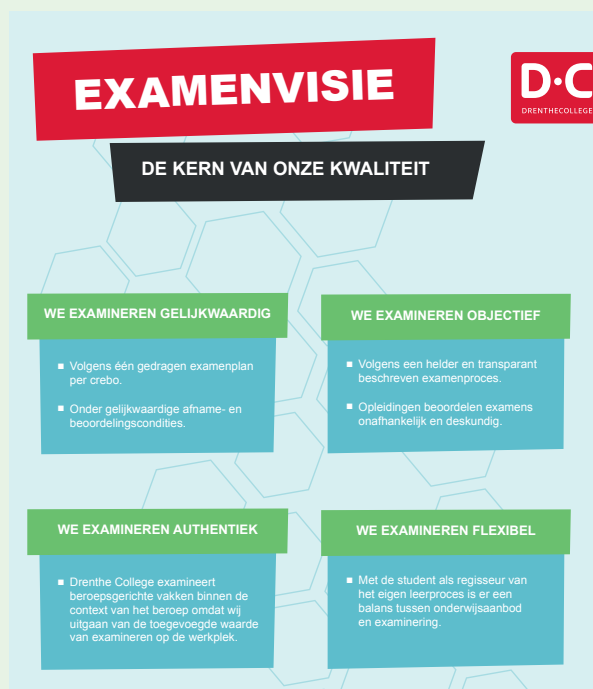 EXAMENVISIE
D·C
DRENTHECOLLEGE
DE KERN VAN ONZE KWALITEIT
WE EXAMINEREN GELIJKWAARDIG
▪ Volgens één gedragen examenplan
per crebo.
▪ Onder gelijkwaardige afname- en
beoordelingscondities.
WE EXAMINEREN OBJECTIEF
▪ Volgens een helder en transparant
beschreven examenproces.
▪ Opleidingen beoordelen examens
onafhankelijk en deskundig.
WE EXAMINEREN AUTHENTIEK
▪ Drenthe College examineert
beroepsgerichte vakken binnen de
context van het beroep omdat wij
uitgaan van de toegevoegde waarde
van examineren op de werkplek.
WE EXAMINEREN FLEXIBEL
▪ Met de student als regisseur van
het eigen leerproces is er een
balans tussen onderwijsaanbod
en examinering.